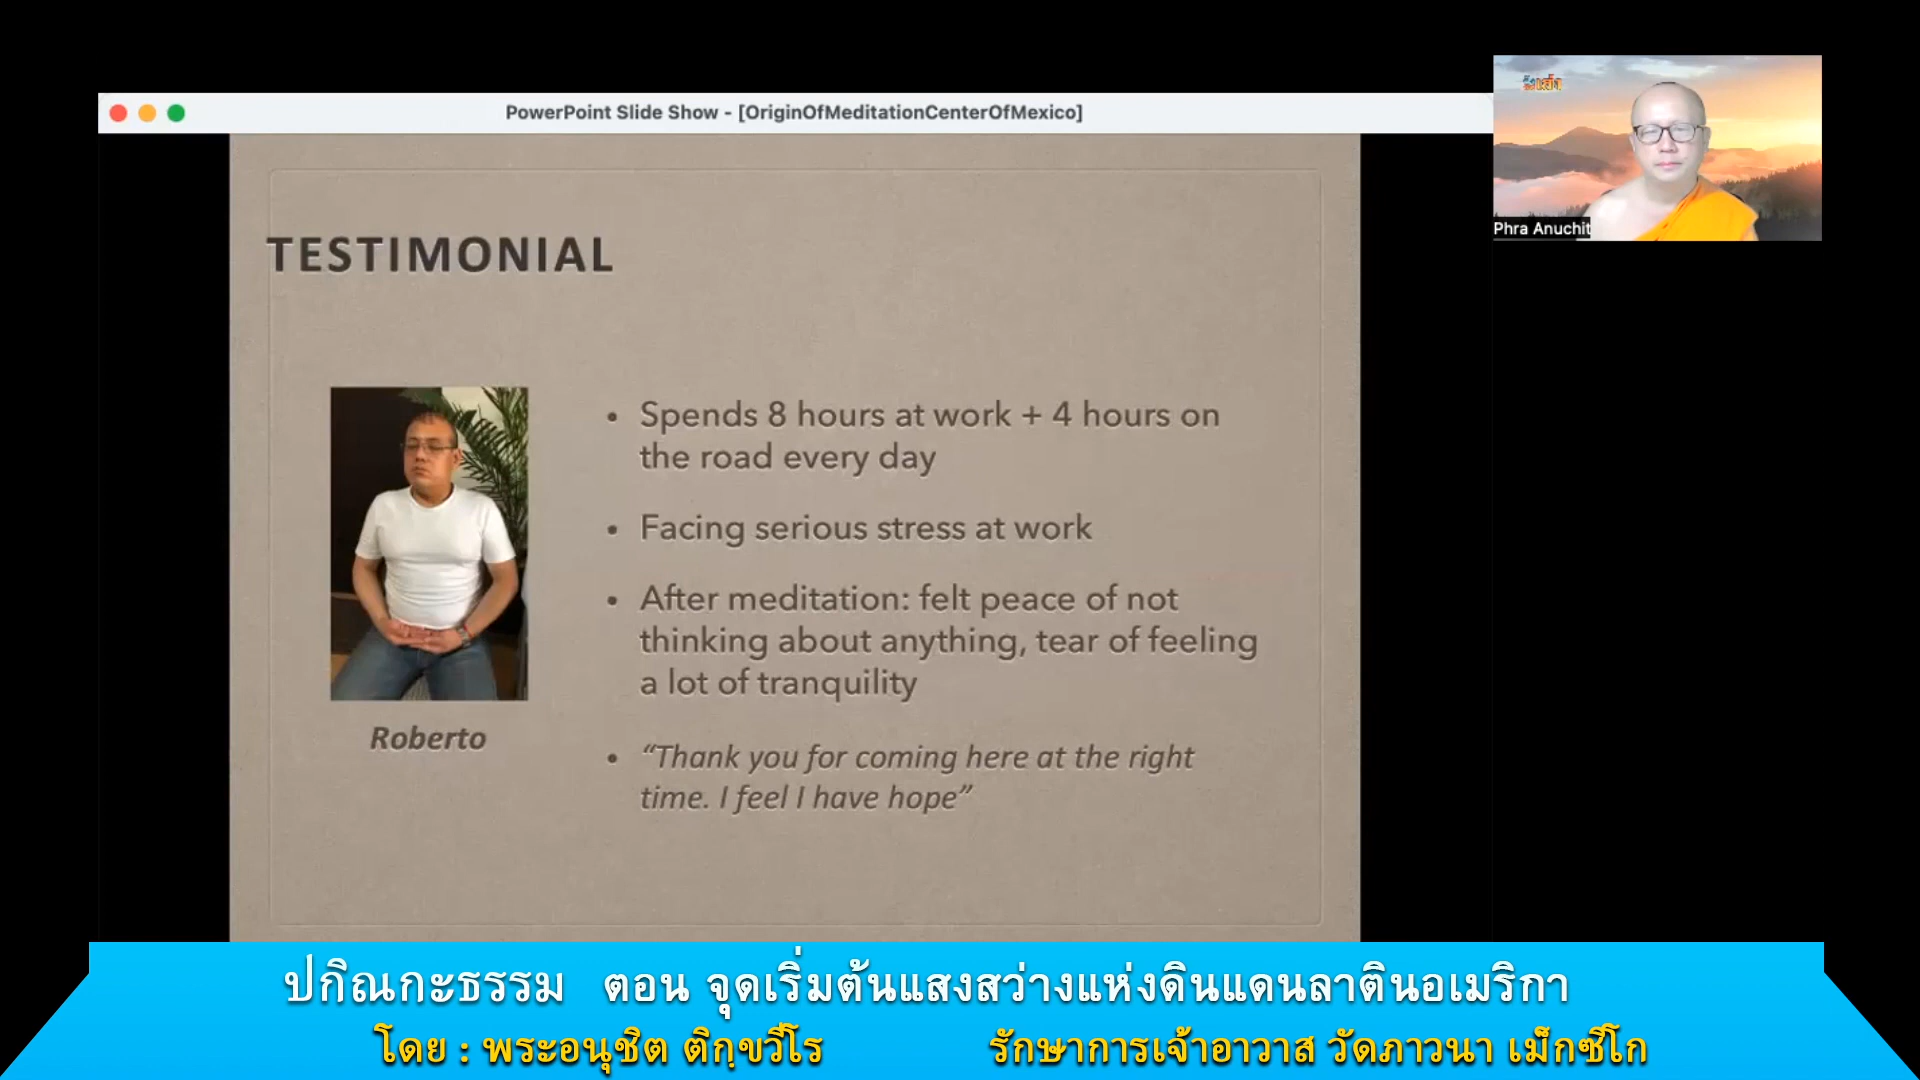 PowerPoint Slide Show - [OriginOfMeditationCenterOfMexico]
Phra Anuchit
TESTIMONIAL
• Spends 8 hours at work + 4 hours on
the road every day
• Facing serious stress at work
• After meditation: felt peace of not
thinking about anything, tear of feeling
a lot of tranquility
Roberto
• “Thank you for coming here at the right
time. I feel I have hope”
ปกิณกะธรรม ตอน จุดเริ่มต้นแสงสว่างแห่งดินแดนลาตินอเมริกา
โดย : พระอนุชิต ติกฺขวีโร รักษาการเจ้าอาวาส วัดภาวนา เม็กซิโก